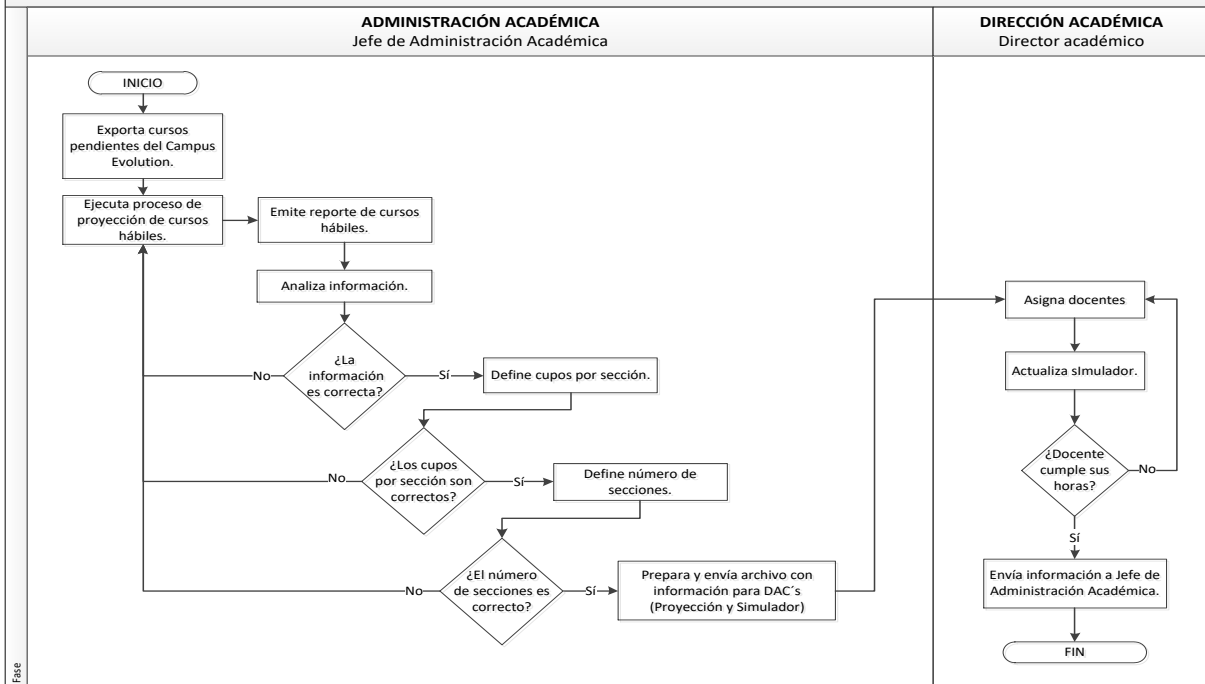 ADMINISTRACIÓN ACADÉMICA
Jefe de Administración Académica
DIRECCIÓN ACADÉMICA
Director académico
INICIO
Exporta cursos
pendientes del Campus
Evolution.
Ejecuta proceso de
proyección de cursos
hábiles.
Emite reporte de cursos
hábiles.
Analiza información.
¿La
información
es correcta?
No
Sí
Define cupos por sección.
¿Los cupos
por sección son
correctos?
No
Sí
Define número de
secciones.
¿El número
de secciones es
correcto?
No
Sí
Prepara y envía archivo con
información para DAC´s
(Proyección y Simulador)
Asigna docentes
Actualiza sImulador.
¿Docente
cumple sus
horas?
No
Sí
Envía información a Jefe de
Administración Académica.
FIN
Fase